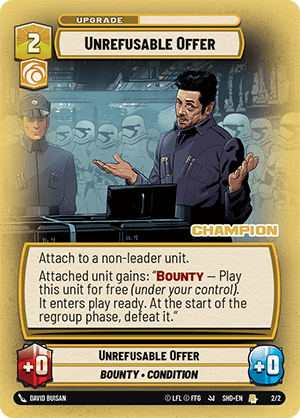 UPGRADE
2
UNREFUSABLE OFFER
CHAMPION
Attach to a non-leader unit.
Attached unit gains: “BOUNTY — Play
this unit for free (under your control).
It enters play ready. At the start of the
regroup phase, defeat it.”
UNREFUSABLE OFFER
BOUNTY • CONDITION
+0
+0
DAVID BUISAN
© LFL © FFG
SHD•EN
2/2